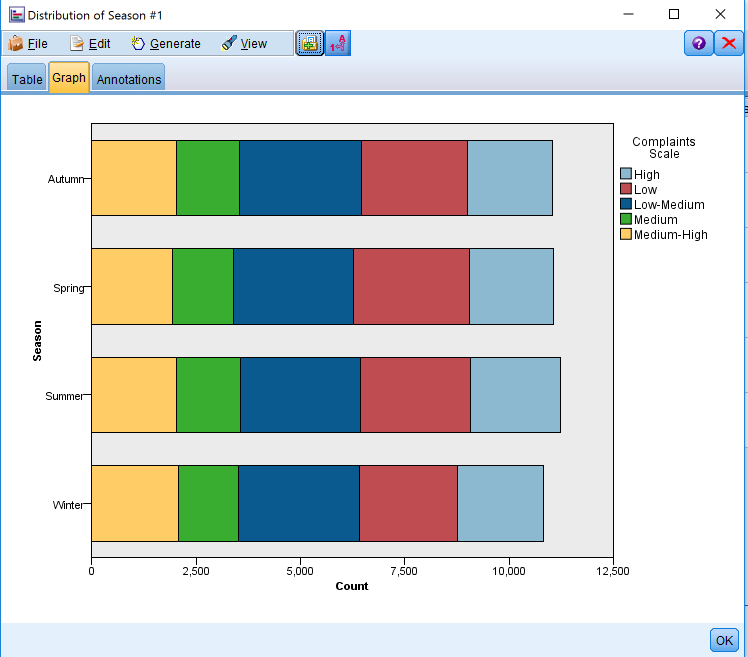 Distribution of Season #1
File Edit Generate View
Table Graph Annotations
Complaints
Scale
High
Low
Low-Medium
Medium
Medium-High
Season
Autumn
Spring
Summer
Winter
0 2,500 5,000 7,500 10,000 12,500
Count
OK